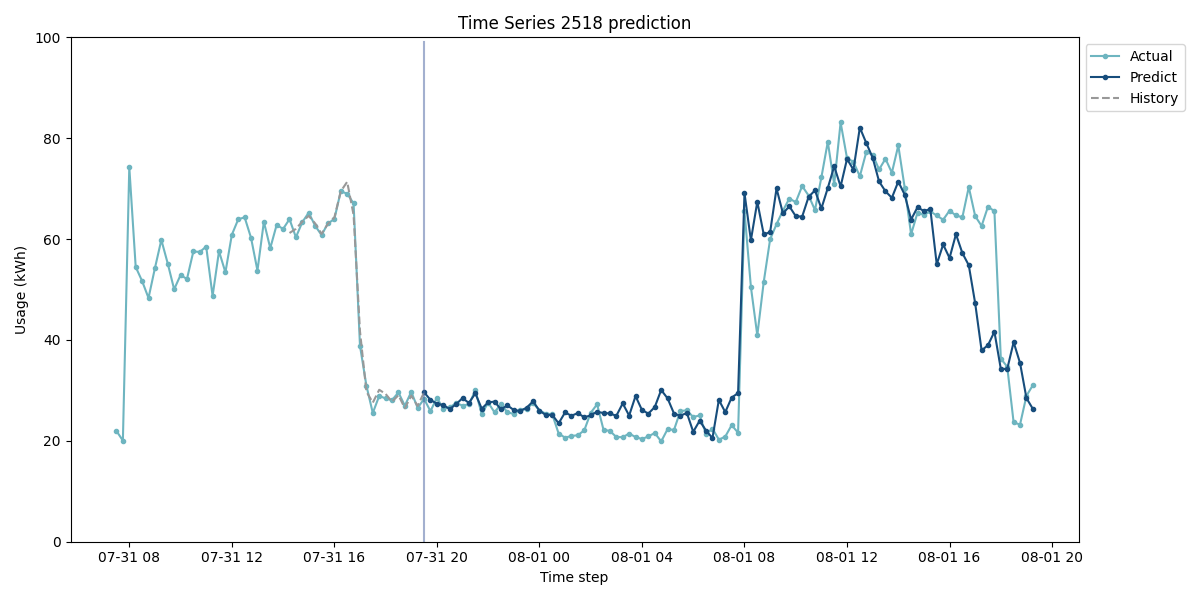 Time Series 2518 prediction
100
80
60
40
20
0
Usage (kWh)
07-31 08
07-31 12
07-31 16
07-31 20
08-01 00
08-01 04
08-01 08
08-01 12
08-01 16
08-01 20
Time step
Actual
Predict
History